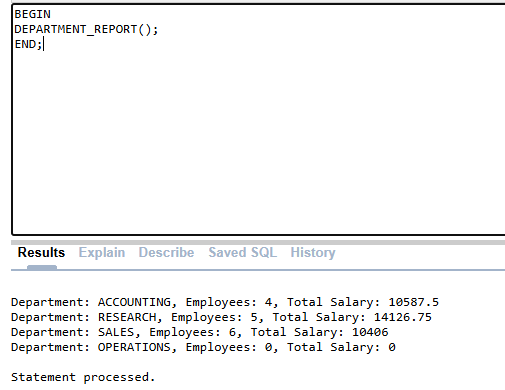 BEGIN
DEPARTMENT_REPORT();
END;
Results Explain Describe Saved SQL History
Department: ACCOUNTING, Employees: 4, Total Salary: 10587.5
Department: RESEARCH, Employees: 5, Total Salary: 14126.75
Department: SALES, Employees: 6, Total Salary: 10406
Department: OPERATIONS, Employees: 0, Total Salary: 0
Statement processed.